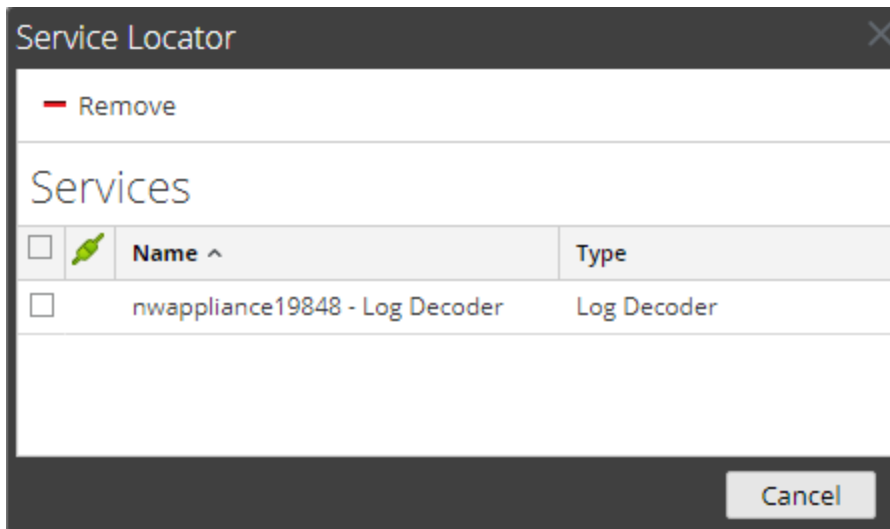 Service Locator
Remove
Services
Name Type
nwappliance19848 - Log Decoder Log Decoder
Cancel